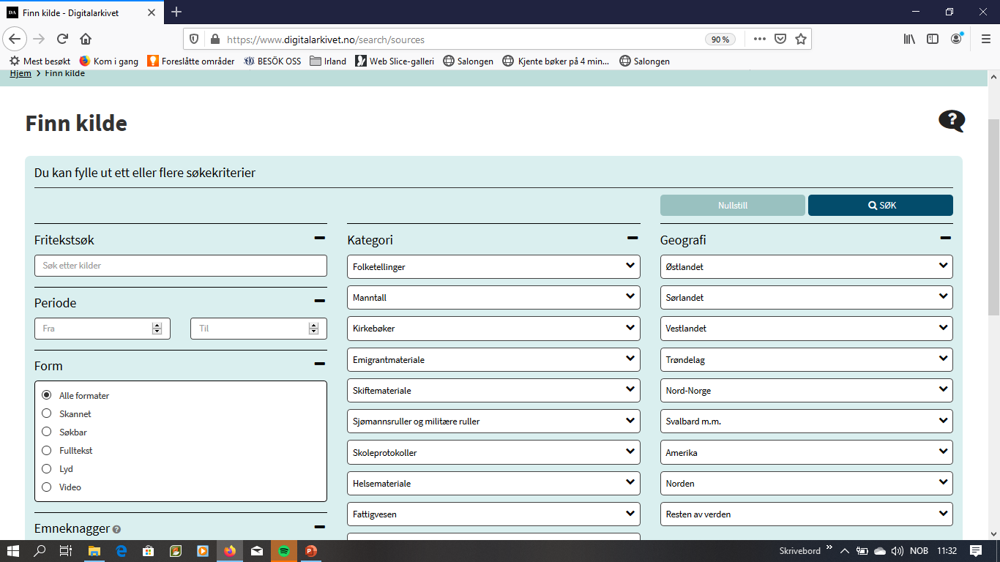 DA Finn kilde - Digitalarkivet
https://www.digitalarkivet.no/search/sources
90 %
Mest besøkt
Kom i gang
Foreslåtte områder
BESÖK OSS
Irland
Web Slice-galleri
Salongen
Kjente bøker på 4 min...
Salongen
Hjem > Finn kilde
Finn kilde
?
Du kan fylle ut ett eller flere søkekriterier
Nullstill
SØK
Fritekstsøk
Søk etter kilder
Periode
Fra
Til
Form
Alle formater
Skannet
Søkbar
Fulltekst
Lyd
Video
Emneknagger ?
Kategori
Folketellinger
Manntall
Kirkebøker
Emigrantmateriale
Skiftemateriale
Sjømannsruller og militære ruller
Skoleprotokoller
Helsemateriale
Fattigvesen
Geografi
Østlandet
Sørlandet
Vestlandet
Trøndelag
Nord-Norge
Svalbard m.m.
Amerika
Norden
Resten av verden
Skrivebord
NOB
11:32